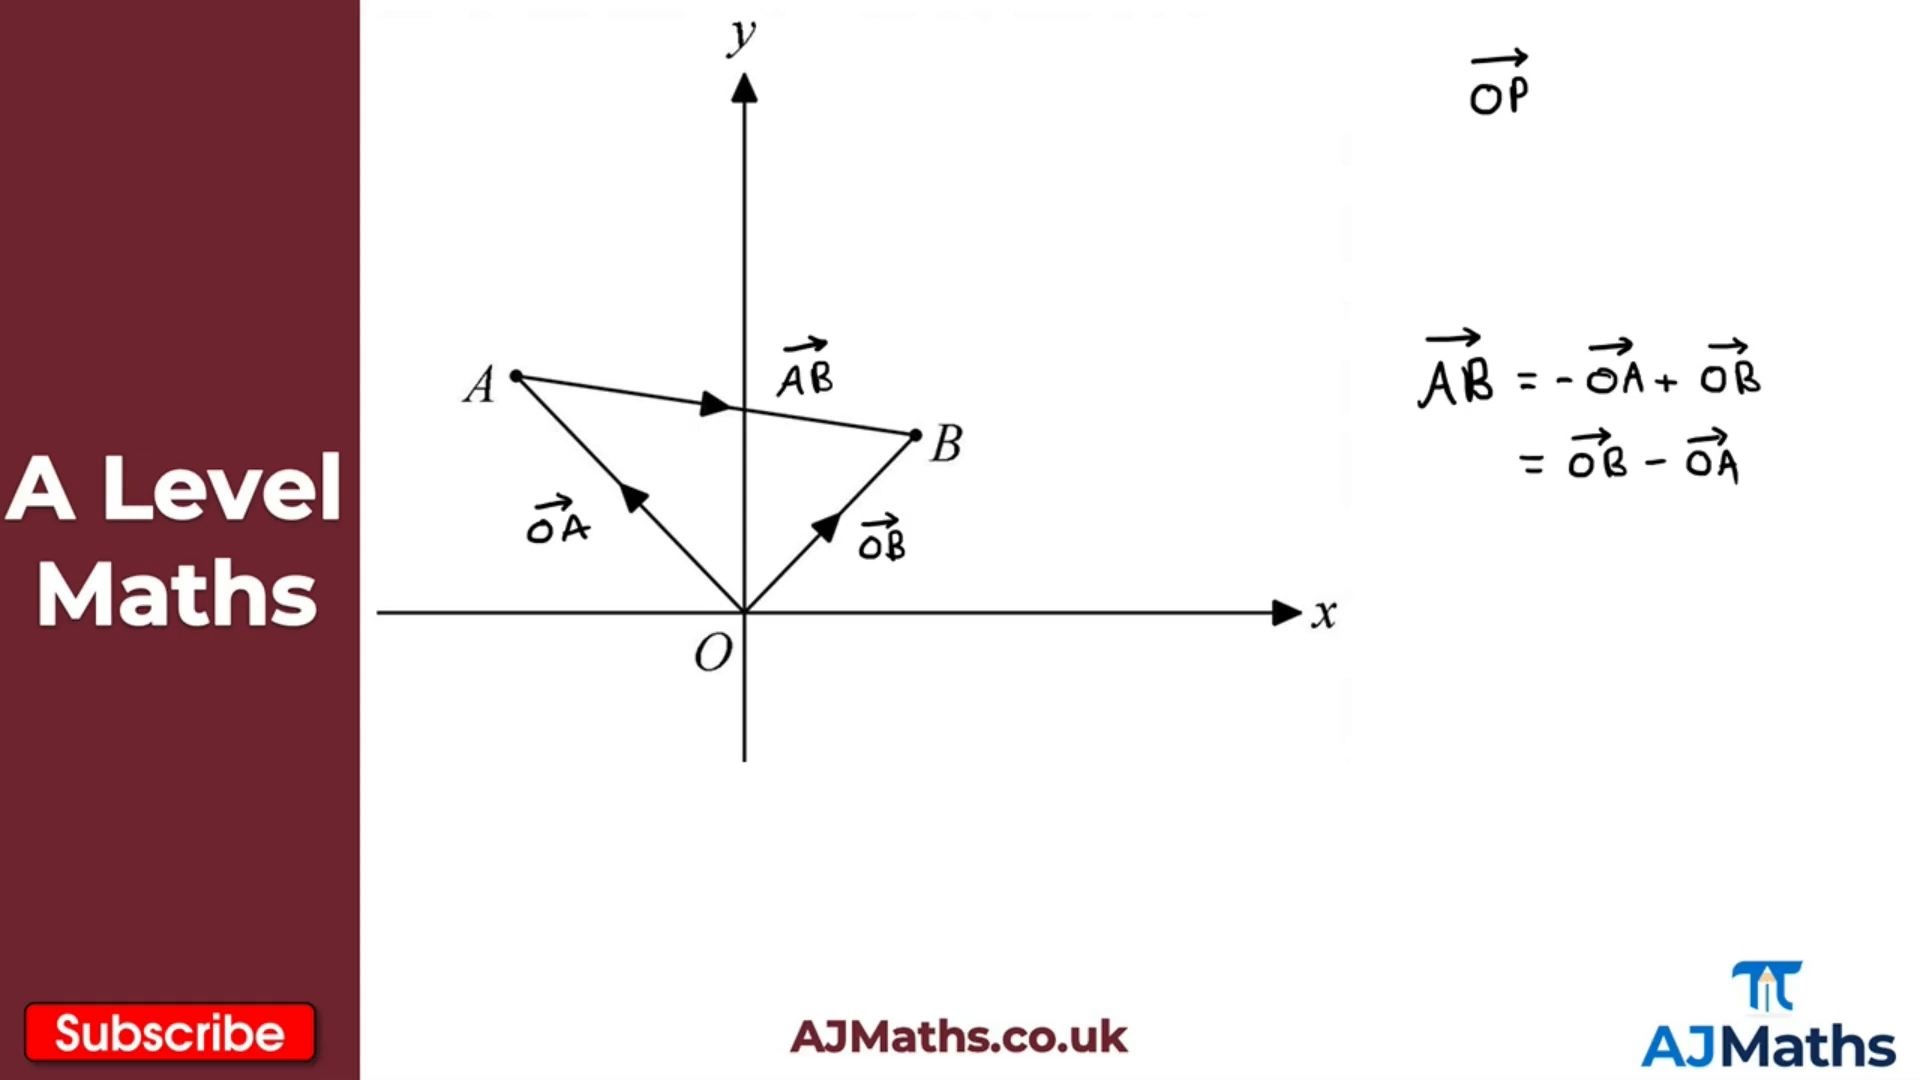 A Level
Maths
Subscribe
y
A
B
O
x
→AB
→OA
→OB
→OP
→AB = - →OA + →OB
= →OB - →OA
AJMaths.co.uk
AJMaths